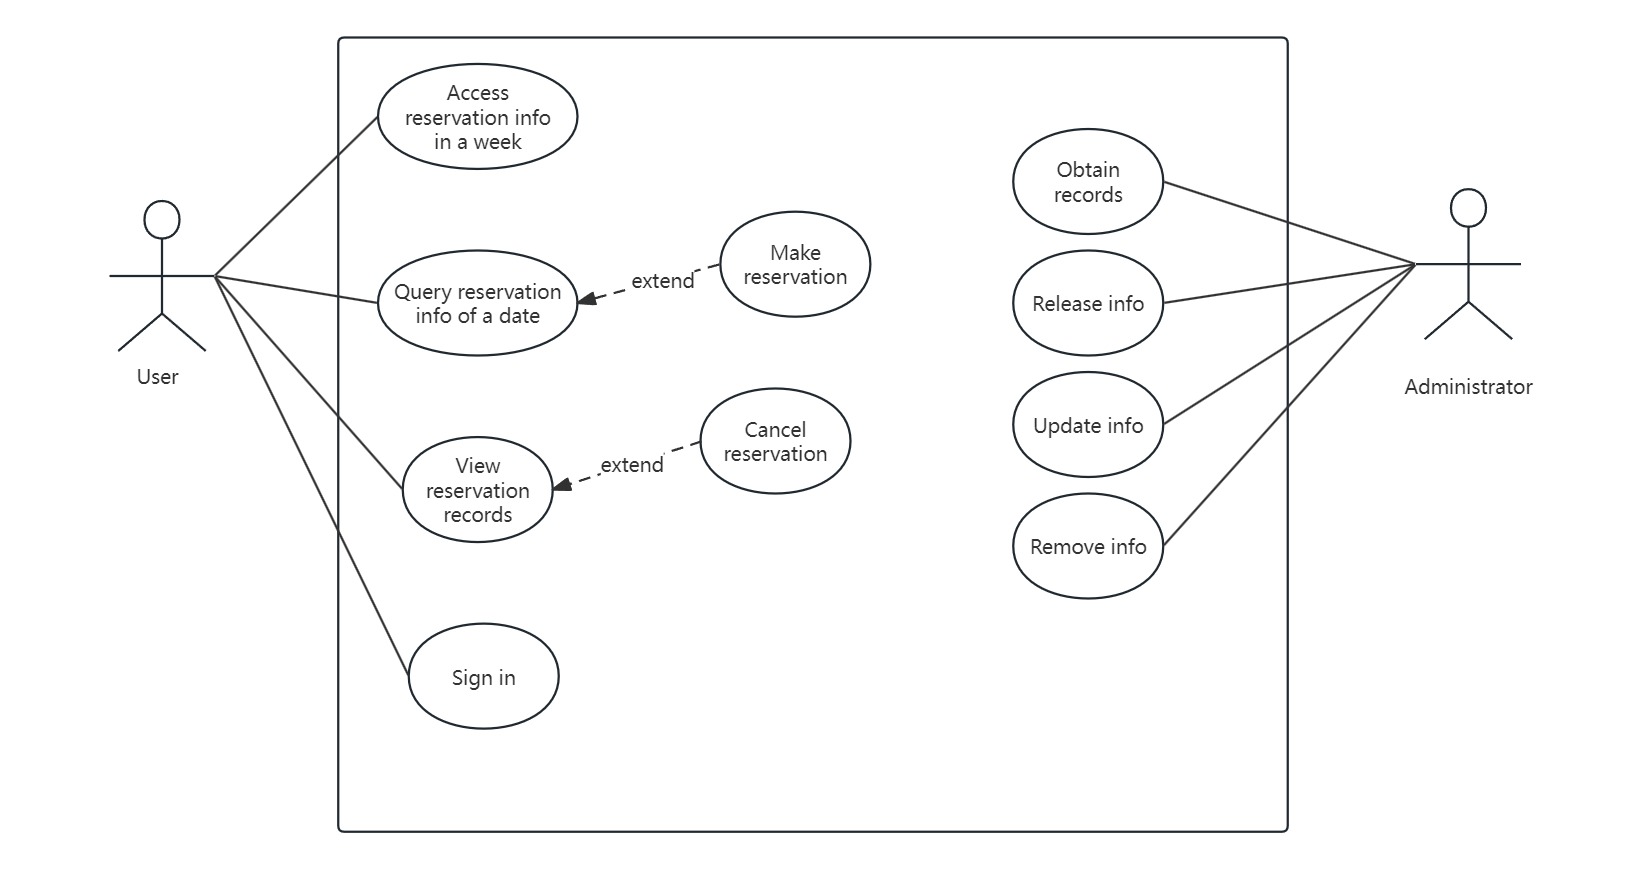 Access
reservation info
in a week
Obtain
records
Make
reservation
extend
Query reservation
info of a date
Release info
User
Administrator
Cancel
reservation
extend
View
reservation
records
Update info
Remove info
Sign in